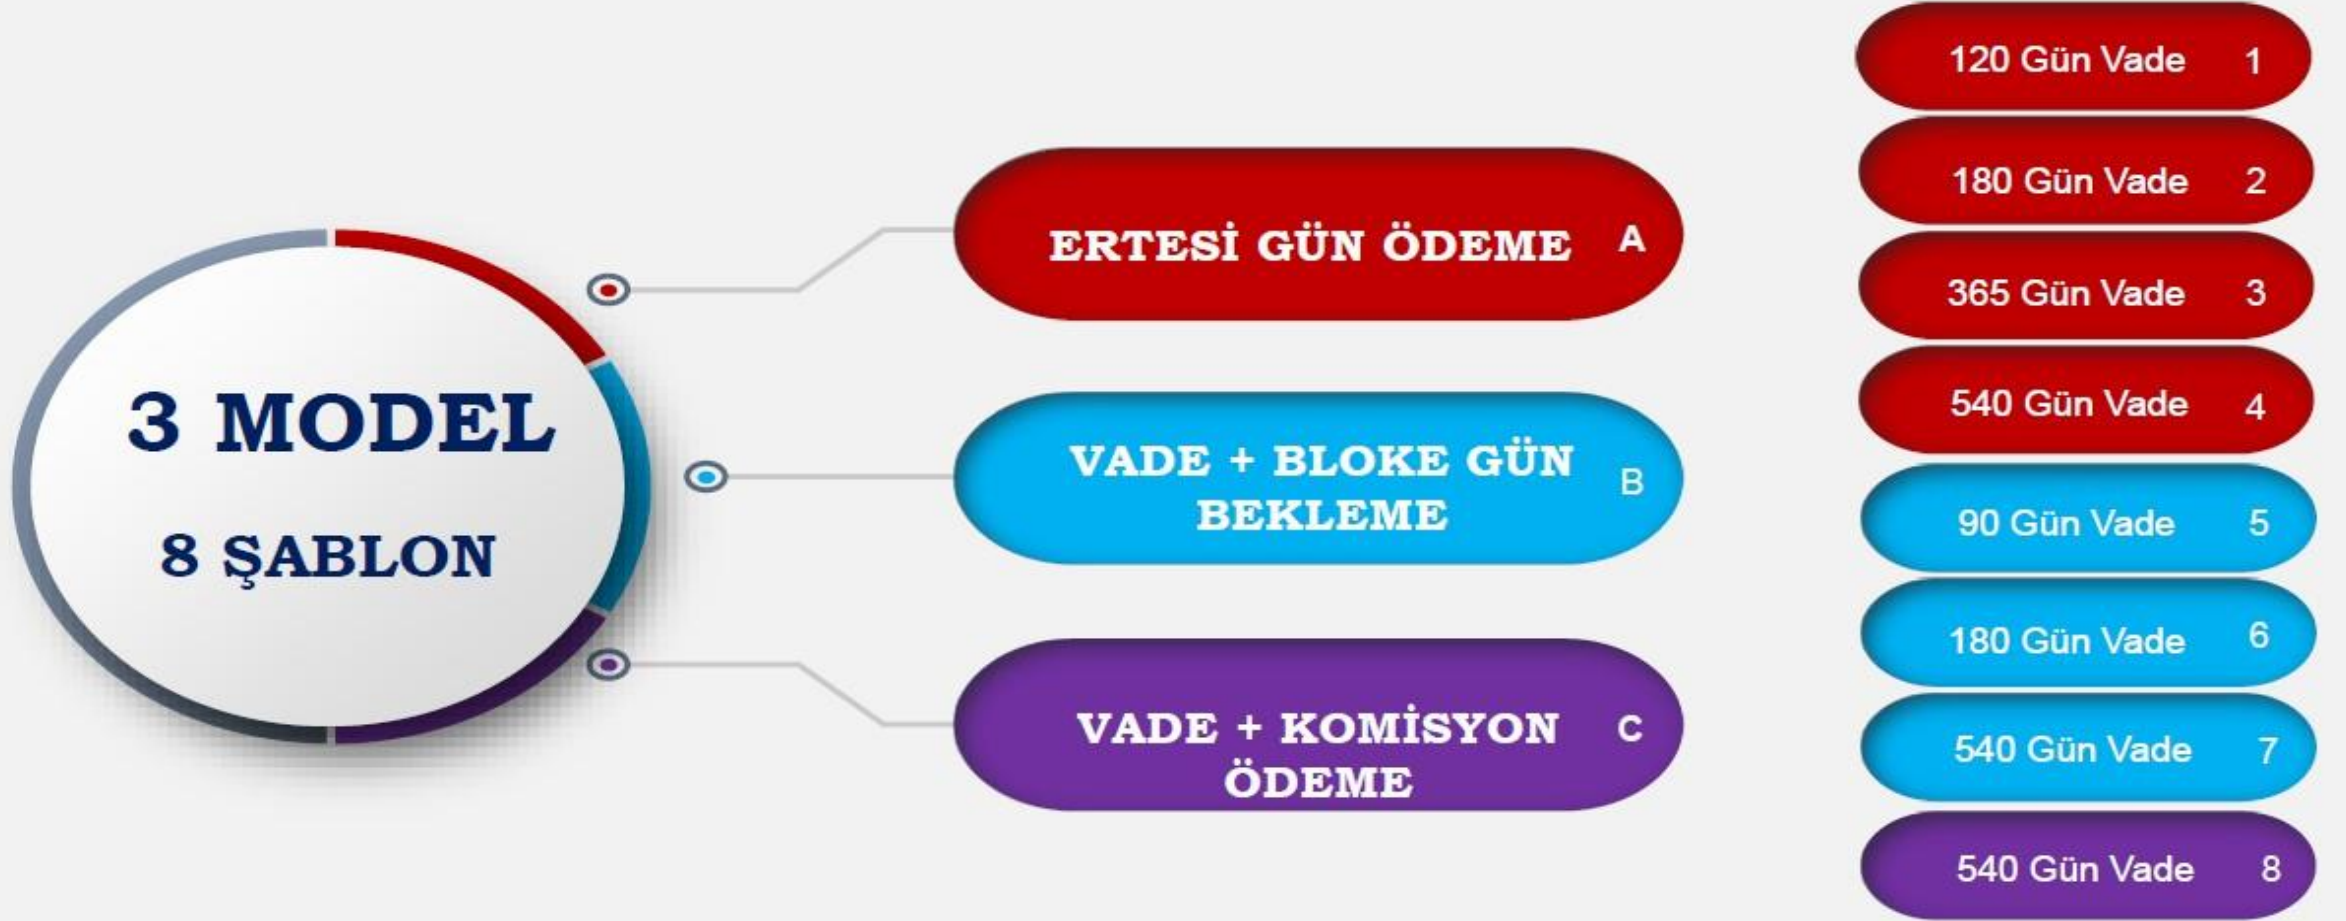 3 MODEL
8 ŞABLON
ERTESİ GÜN ÖDEME A
VADE + BLOKE GÜN B
BEKLEME
VADE + KOMİSYON C
ÖDEME
120 Gün Vade 1
180 Gün Vade 2
365 Gün Vade 3
540 Gün Vade 4
90 Gün Vade 5
180 Gün Vade 6
540 Gün Vade 7
540 Gün Vade 8